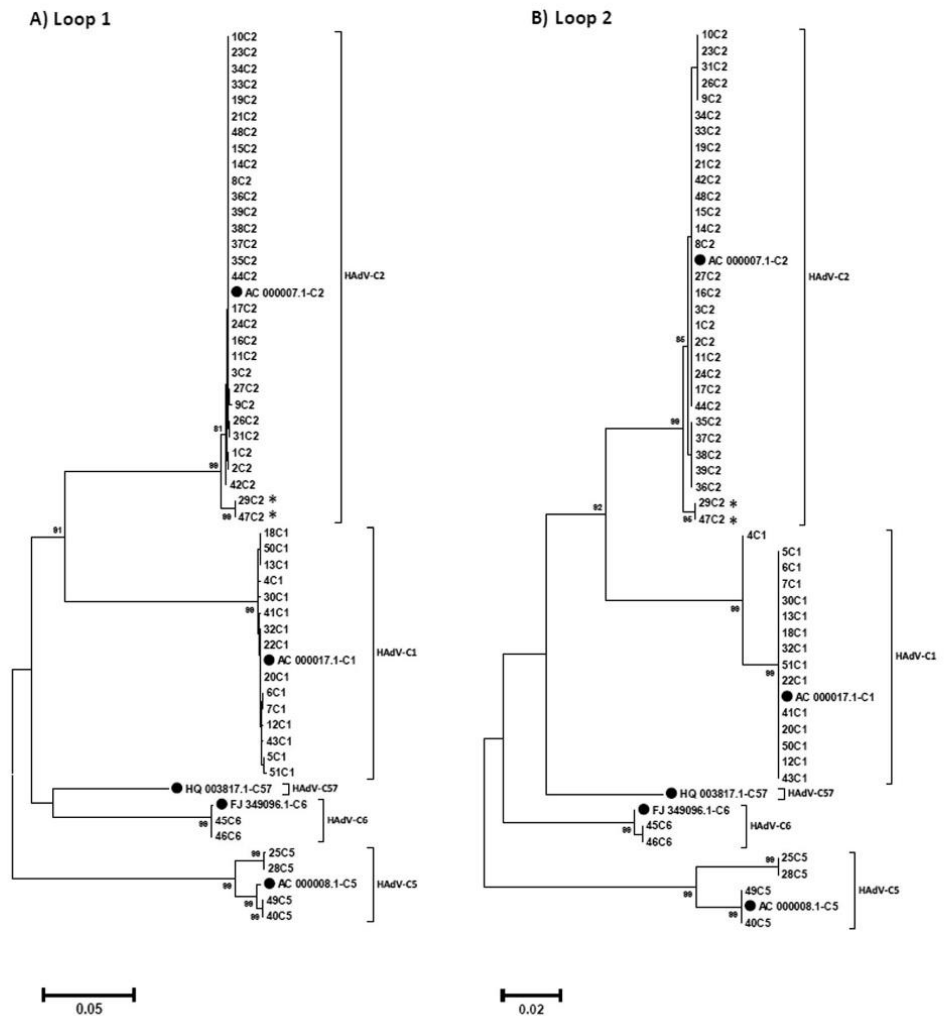 A) Loop 1
10C2
23C2
34C2
33C2
19C2
21C2
48C2
15C2
14C2
8C2
36C2
39C2
38C2
37C2
35C2
44C2
AC 000007.1-C2
17C2
24C2
16C2
11C2
3C2
27C2
9C2
26C2
31C2
1C2
2C2
42C2
29C2 *
47C2 *
HAdV-C2
81
99
99
91
18C1
50C1
13C1
4C1
30C1
41C1
32C1
22C1
AC 000017.1-C1
20C1
6C1
7C1
12C1
43C1
5C1
51C1
HAdV-C1
99
HQ 003817.1-C57
HAdV-C57
FJ 349096.1-C6
45C6
46C6
HAdV-C6
99
25C5
28C5
AC 000008.1-C5
49C5
40C5
HAdV-C5
99
99
99
0.05
B) Loop 2
10C2
23C2
31C2
26C2
9C2
34C2
33C2
19C2
21C2
42C2
48C2
15C2
14C2
8C2
AC 000007.1-C2
27C2
16C2
3C2
1C2
2C2
11C2
24C2
17C2
44C2
35C2
37C2
38C2
39C2
36C2
29C2 *
47C2 *
HAdV-C2
99
92
4C1
5C1
6C1
7C1
30C1
13C1
18C1
32C1
51C1
22C1
AC 000017.1-C1
41C1
20C1
50C1
12C1
43C1
HAdV-C1
99
99
HQ 003817.1-C57
HAdV-C57
FJ 349096.1-C6
45C6
46C6
HAdV-C6
99
25C5
28C5
49C5
AC 000008.1-C5
40C5
HAdV-C5
99
99
99
0.02